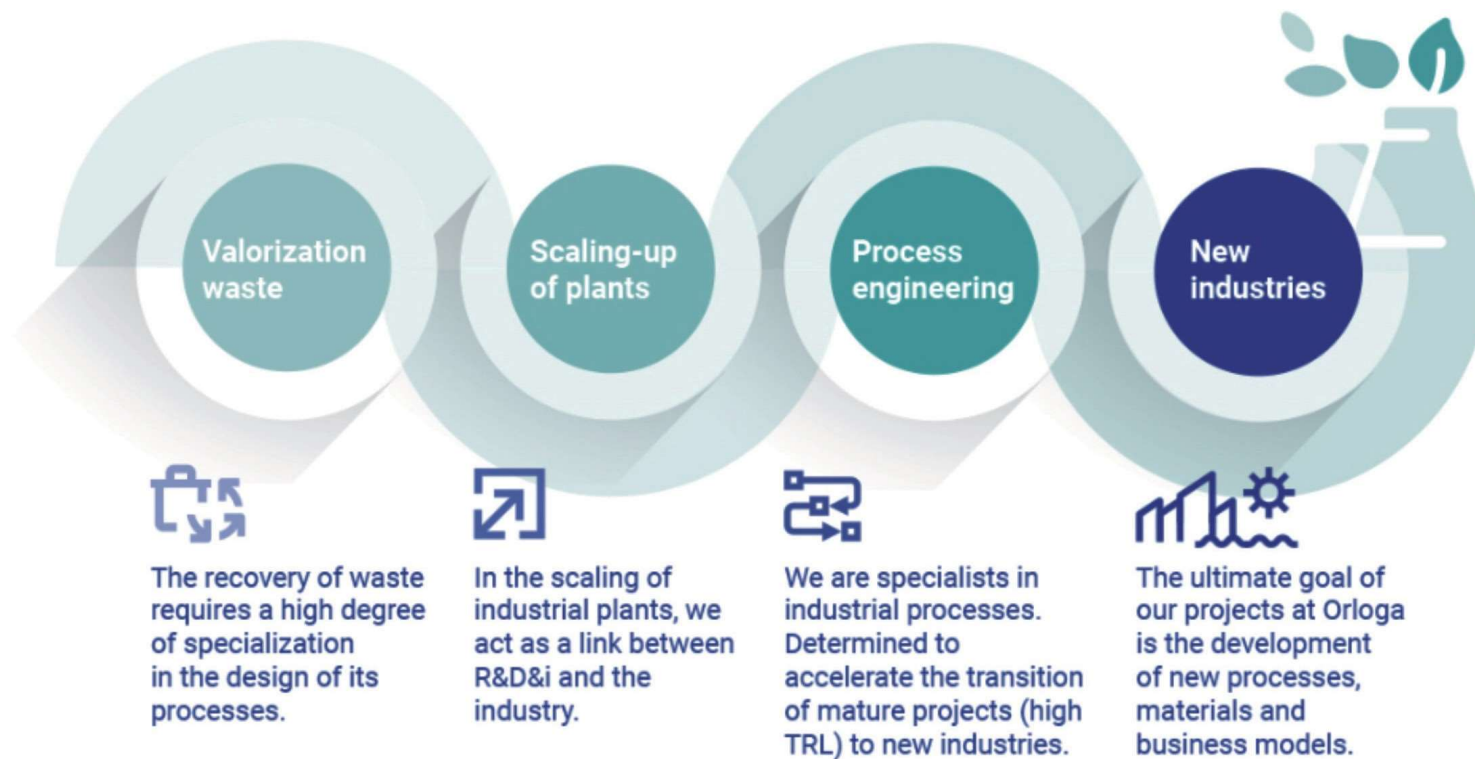 Valorization
waste
Scaling-up
of plants
Process
engineering
New
industries
The recovery of waste
requires a high degree
of specialization
in the design of its
processes.
In the scaling of
industrial plants, we
act as a link between
R&D&i and the
industry.
We are specialists in
industrial processes.
Determined to
accelerate the transition
of mature projects (high
TRL) to new industries.
The ultimate goal of
our projects at Orloga
is the development
of new processes,
materials and
business models.